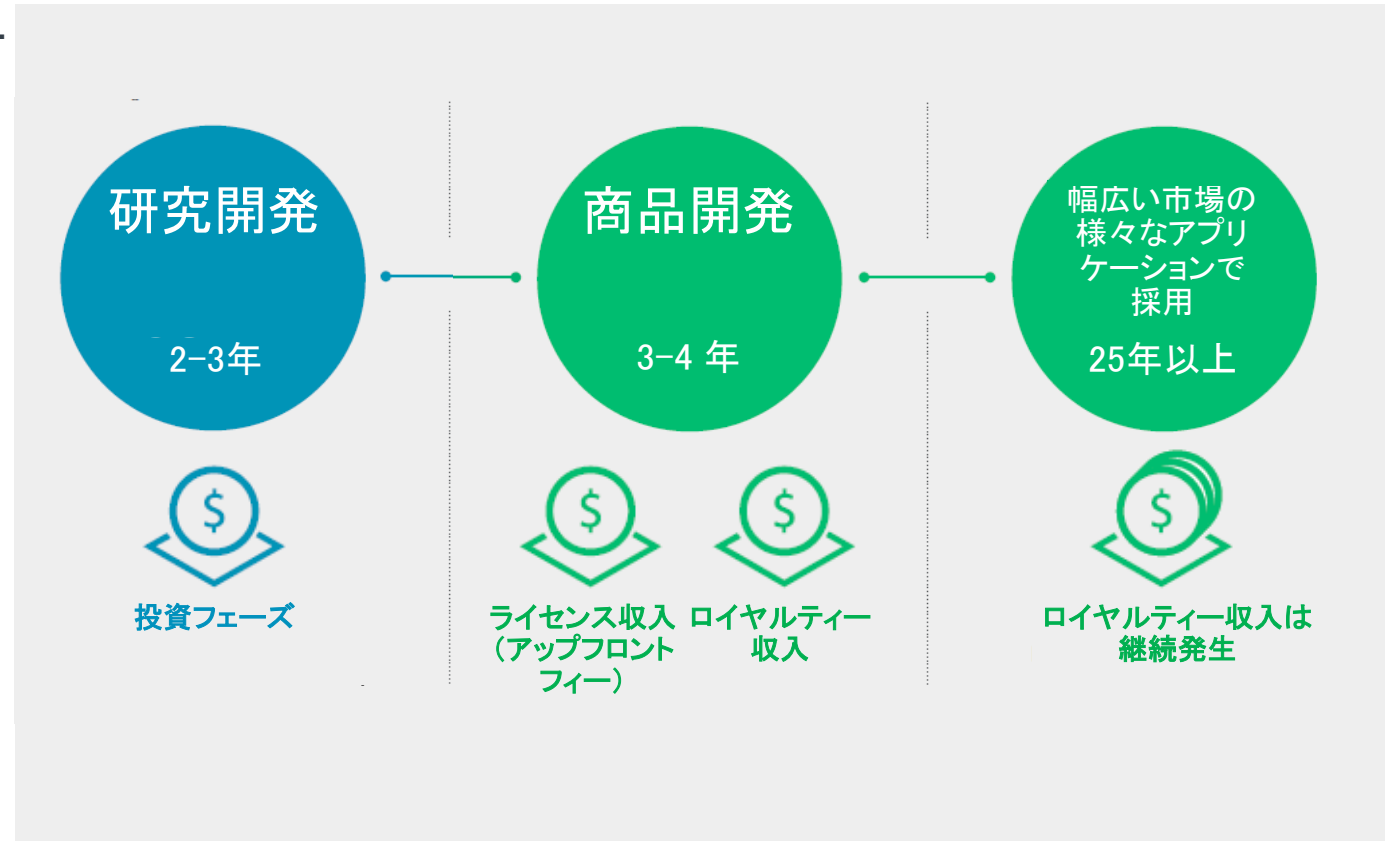 研究開発
2-3年
$
投資フェーズ
商品開発
3-4 年
$
ライセンス収入
（アップフロント
フィー）
$
ロイヤルティー
収入
幅広い市場の
様々なアプリ
ケーションで
採用
25年以上
$
ロイヤルティー収入は
継続発生